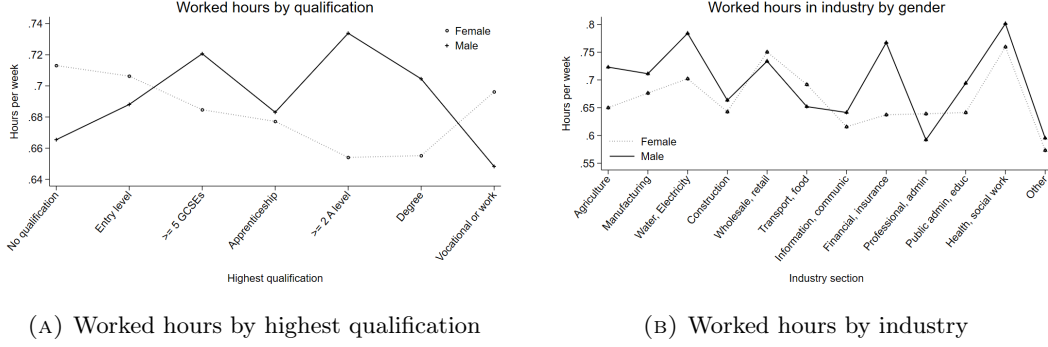 Worked hours by qualification
.74
.72
.7
.68
.66
.64
Hours per week
Female
Male
No qualification
Entry level
>= 5 GCSEs
Apprenticeship
>= 2 A level
Degree
Vocational or work
Highest qualification
(A) Worked hours by highest qualification
Worked hours in industry by gender
.8
.75
.7
.65
.6
.55
Hours per week
Female
Male
Agriculture
Manufacturing
Water, Electricity
Construction
Wholesale, retail
Transport, food
Information, communic
Financial, insurance
Professional, admin
Public admin, educ
Health, social work
Other
Industry section
(B) Worked hours by industry